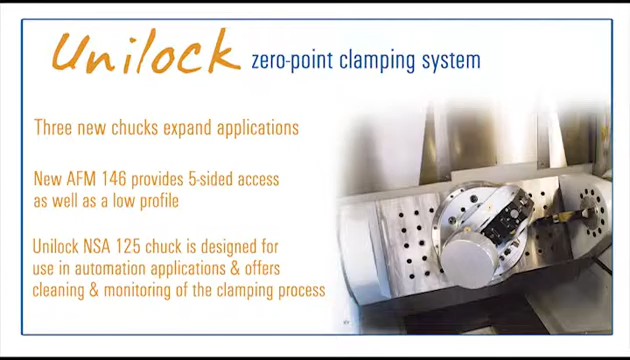 Unilock zero-point clamping system
Three new chucks expand applications
New AFM 146 provides 5-sided access
as well as a low profile
Unilock NSA 125 chuck is designed for
use in automation applications & offers
cleaning & monitoring of the clamping process